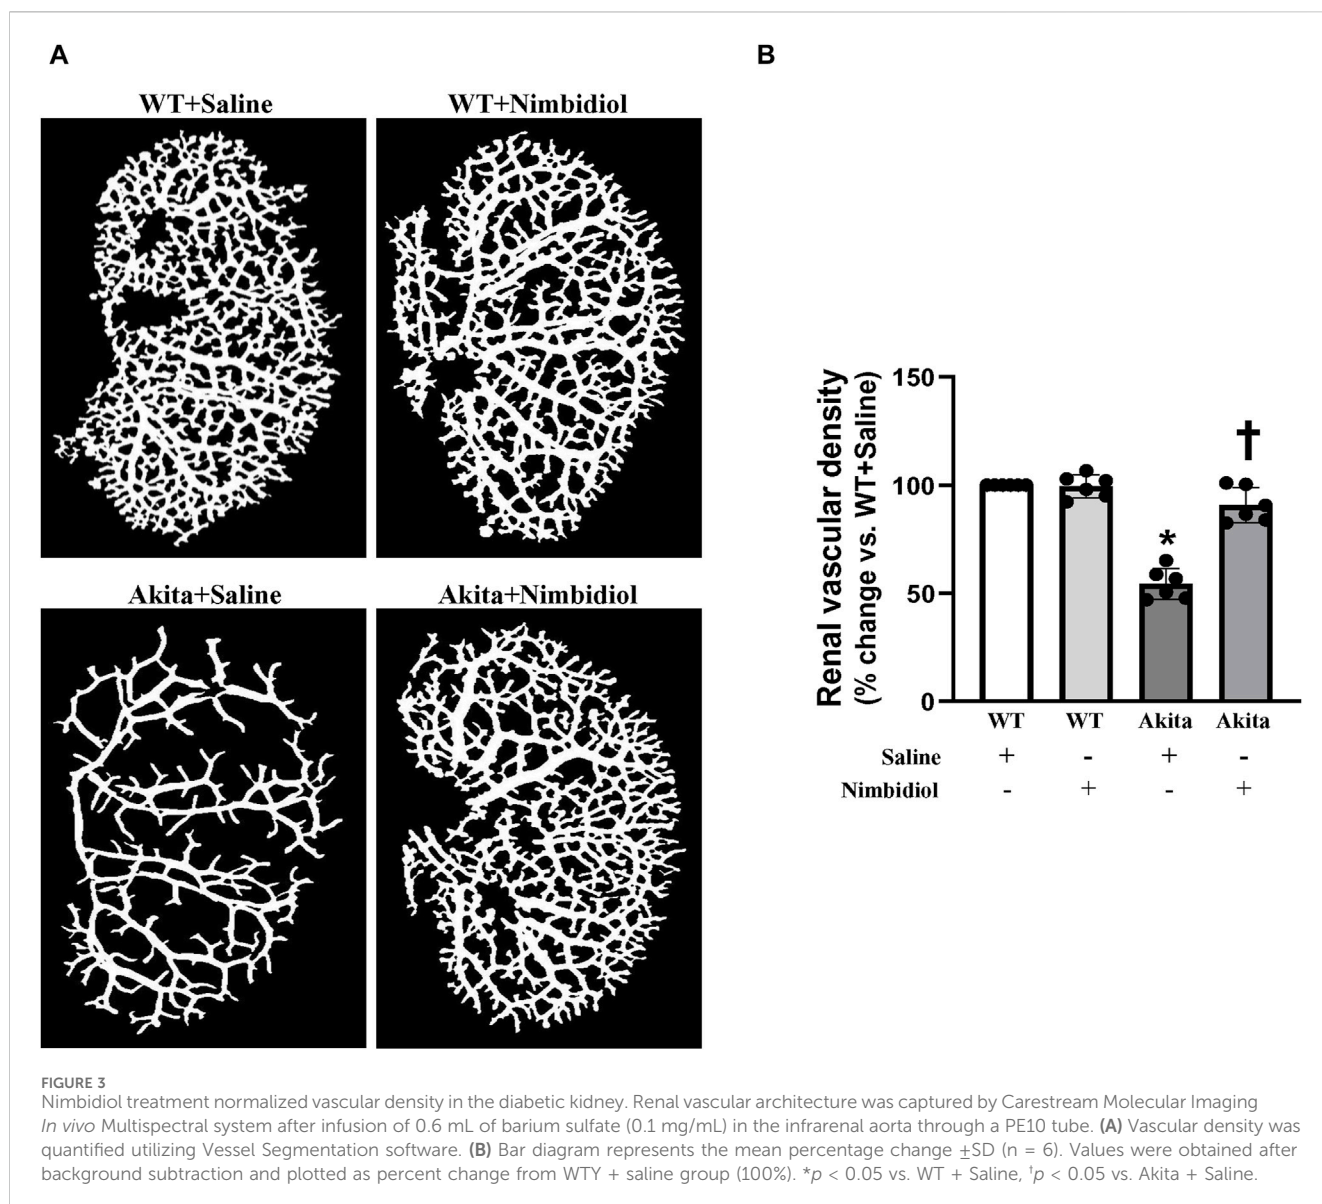 A
B
WT+Saline
WT+Nimbidiol
Akita+Saline
Akita+Nimbidiol
Renal vascular density
(% change vs. WT+Saline)
150
100
50
0
*
†
WT WT Akita Akita
Saline + - + -
Nimbidiol - + - +
FIGURE 3
Nimbidiol treatment normalized vascular density in the diabetic kidney. Renal vascular architecture was captured by Carestream Molecular Imaging
In vivo Multispectral system after infusion of 0.6 mL of barium sulfate (0.1 mg/mL) in the infrarenal aorta through a PE10 tube. (A) Vascular density was
quantified utilizing Vessel Segmentation software. (B) Bar diagram represents the mean percentage change ±SD (n = 6). Values were obtained after
background subtraction and plotted as percent change from WTY + saline group (100%). *p < 0.05 vs. WT + Saline, †p < 0.05 vs. Akita + Saline.